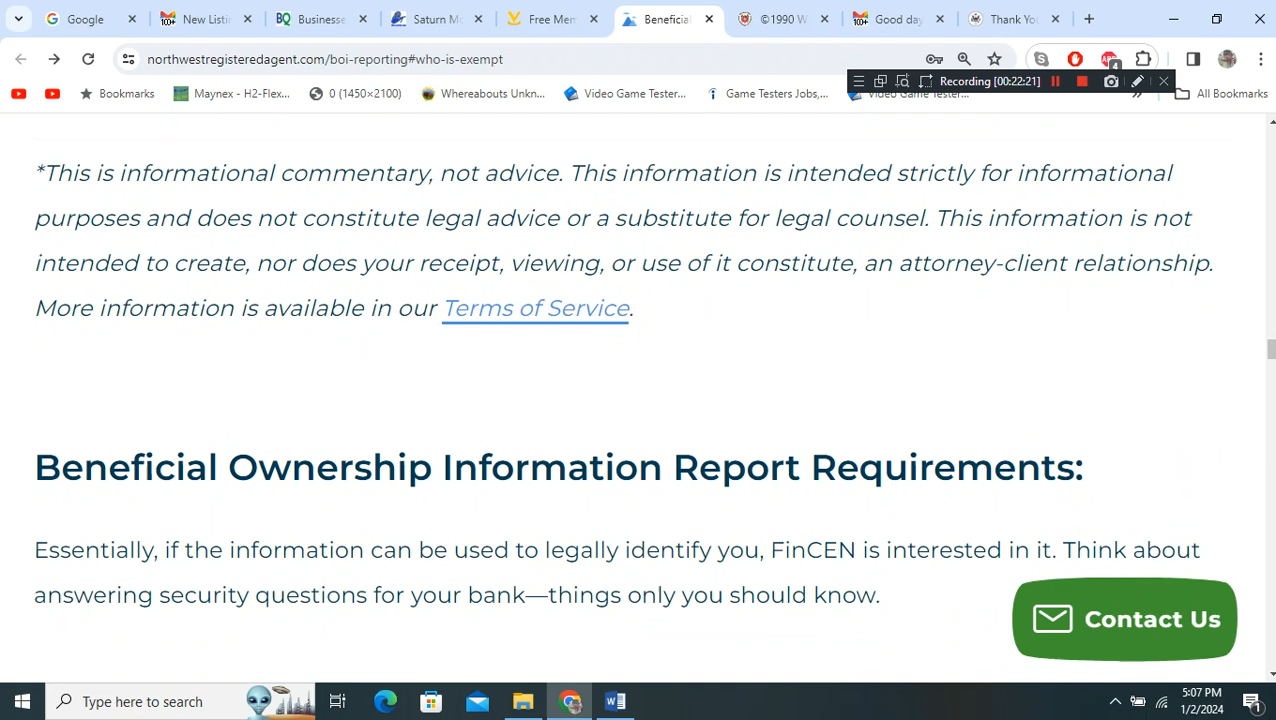 Google
New Listi
Businesse
Saturn Mo
Free Mem
Beneficial
©1990 W
Good day
Thank You
northwestregisteredagent.com/boi-reporting#who-is-exempt
Recording [00:22:21]
Bookmarks
Maynex - H2-Flex...
0 (1450×2100)
Whereabouts Unkn...
Video Game Tester...
Game Testers Jobs,...
Video Game Tester...
All Bookmarks
*This is informational commentary, not advice. This information is intended strictly for informational
purposes and does not constitute legal advice or a substitute for legal counsel. This information is not
intended to create, nor does your receipt, viewing, or use of it constitute, an attorney-client relationship.
More information is available in our Terms of Service.
Beneficial Ownership Information Report Requirements:
Essentially, if the information can be used to legally identify you, FinCEN is interested in it. Think about
answering security questions for your bank—things only you should know.
Contact Us
Type here to search
5:07 PM
1/2/2024